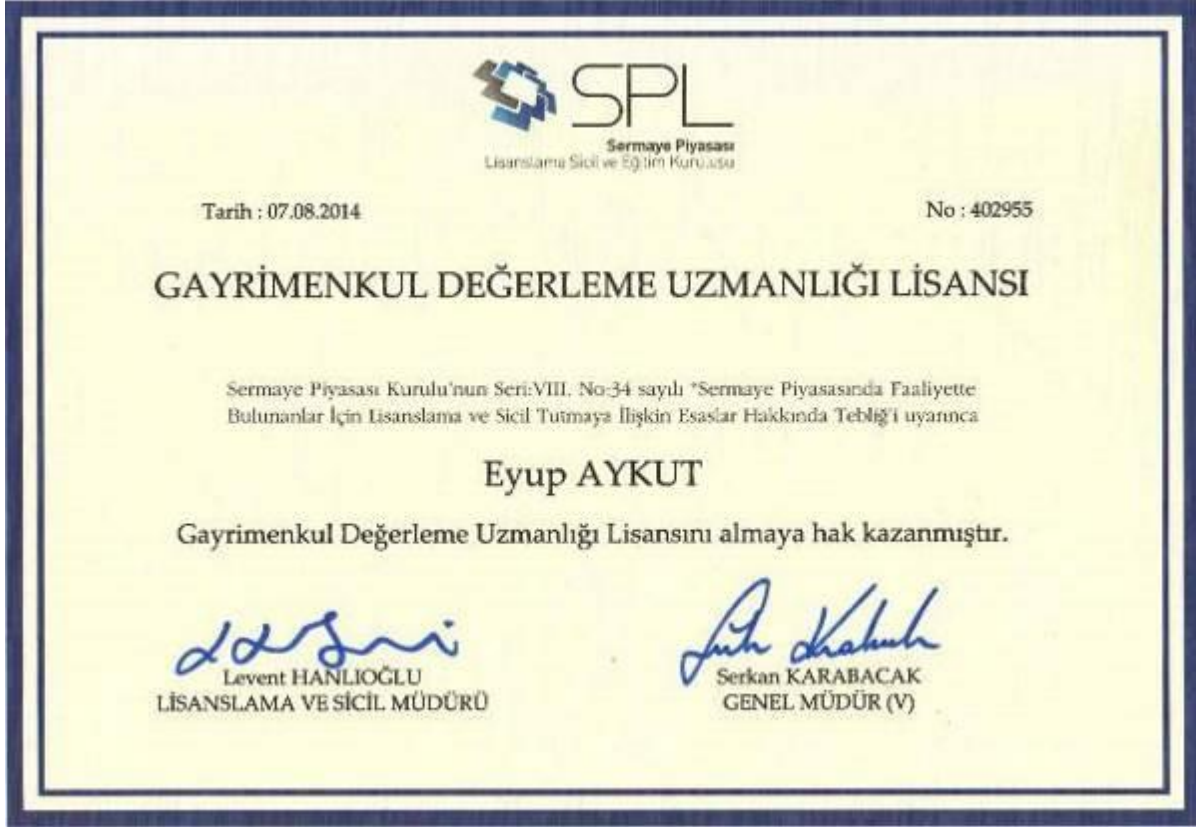 SPL
Sermaye Piyasası
Lisanslama Sicil ve Eğitim Kuruluşu
Tarih : 07.08.2014
No : 402955
GAYRİMENKUL DEĞERLEME UZMANLIĞI LİSANSI
Sermaye Piyasası Kurulu'nun Seri:VIII, No:34 sayılı "Sermaye Piyasasında Faaliyette
Bulunanlar İçin Lisanslama ve Sicil Tutmaya İlişkin Esaslar Hakkında Tebliğ'i uyarınca
Eyup AYKUT
Gayrimenkul Değerleme Uzmanlığı Lisansını almaya hak kazanmıştır.
Levent HANLIOĞLU
LİSANSLAMA VE SİCİL MÜDÜRÜ
Serkan KARABACAK
GENEL MÜDÜR (V)